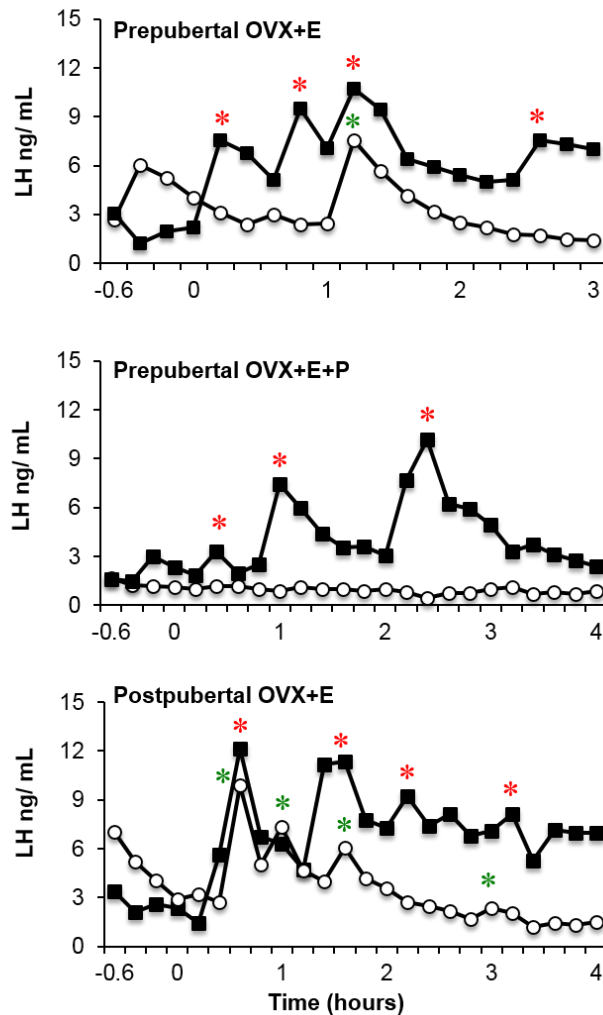 Prepubertal OVX+E
LH ng/ mL
15
12
9
6
3
0
* * *
*
*
-0.6 0 1 2 3
Prepubertal OVX+E+P
LH ng/ mL
15
12
9
6
3
0
* * *
-0.6 0 1 2 3 4
Postpubertal OVX+E
LH ng/ mL
15
12
9
6
3
0
* * * *
* * * *
-0.6 0 1 2 3 4
Time (hours)